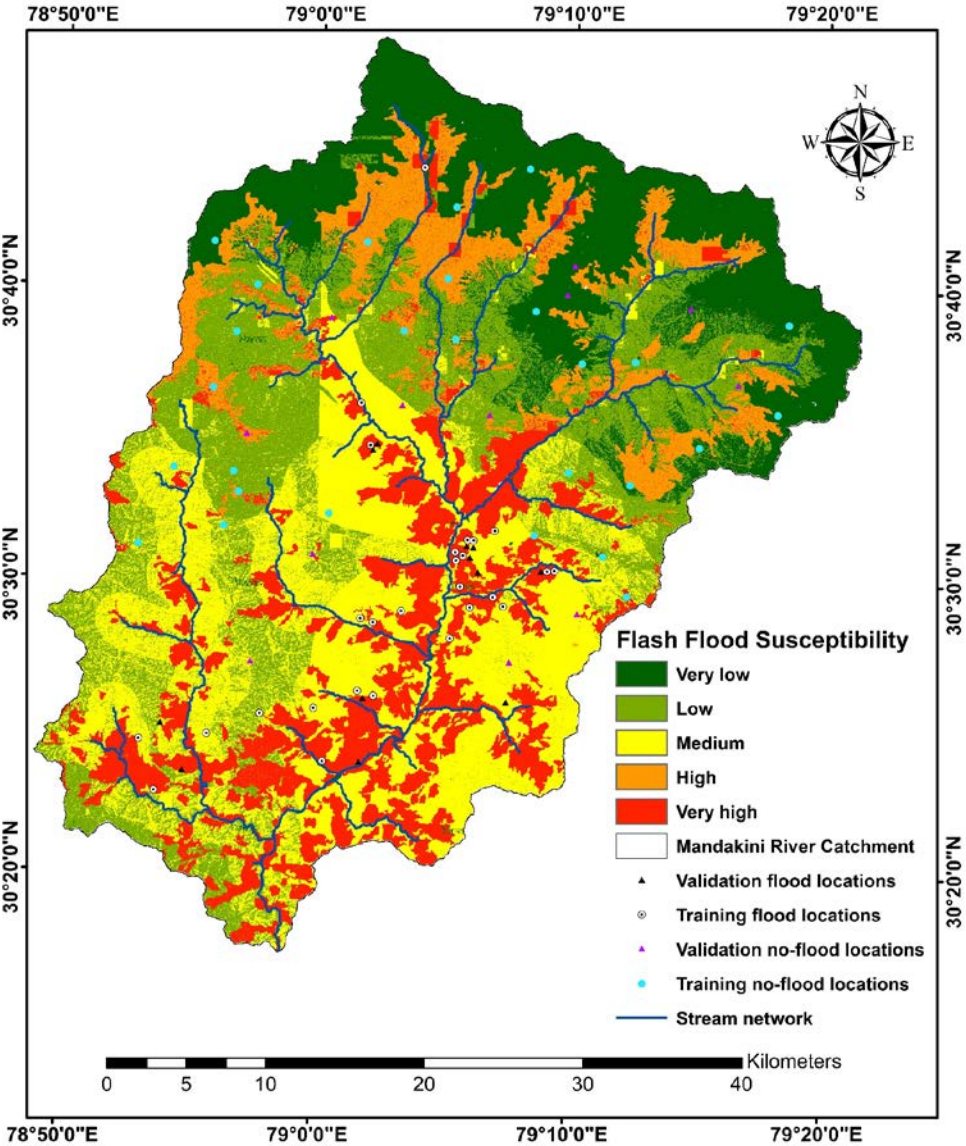 78°50'0"E 79°0'0"E 79°10'0"E 79°20'0"E
N
W E
S
30°40'0"N 30°40'0"N
30°30'0"N 30°30'0"N
Flash Flood Susceptibility
Very low
Low
Medium
High
Very high
Mandakini River Catchment
30°20'0"N 30°20'0"N
Validation flood locations
Training flood locations
Validation no-flood locations
Training no-flood locations
Stream network
Kilometers
0 5 10 20 30 40
78°50'0"E 79°0'0"E 79°10'0"E 79°20'0"E